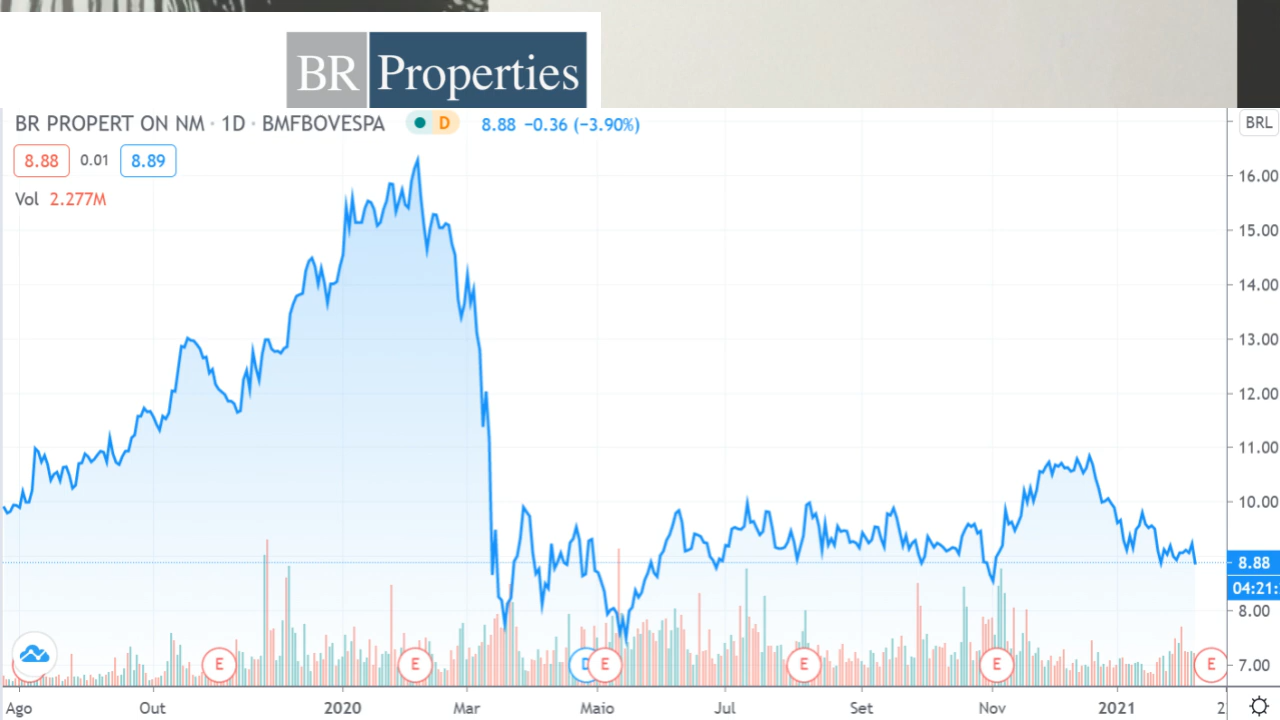 BR Properties
BR PROPERT ON NM · 1D · BMFBOVESPA D 8.88 −0.36 (−3.90%) BRL
8.88 0.01 8.89
Vol 2.277M
16.00
15.00
14.00
13.00
12.00
11.00
10.00
8.88
04:21:
8.00
7.00
E E D E E E E
Ago Out 2020 Mar Maio Jul Set Nov 2021 2